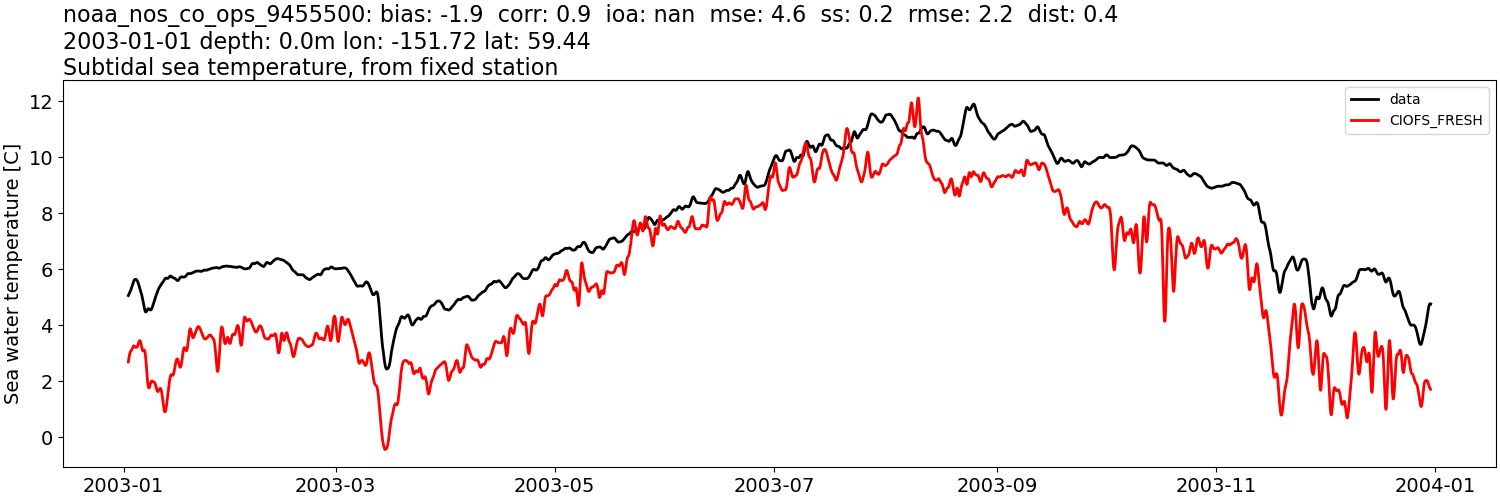 noaa_nos_co_ops_9455500: bias: -1.9  corr: 0.9  ioa: nan  mse: 4.6  ss: 0.2  rmse: 2.2  dist: 0.4
2003-01-01 depth: 0.0m lon: -151.72 lat: 59.44
Subtidal sea temperature, from fixed station
data
CIOFS_FRESH
Sea water temperature [C]
12
10
8
6
4
2
0
2003-01
2003-03
2003-05
2003-07
2003-09
2003-11
2004-01